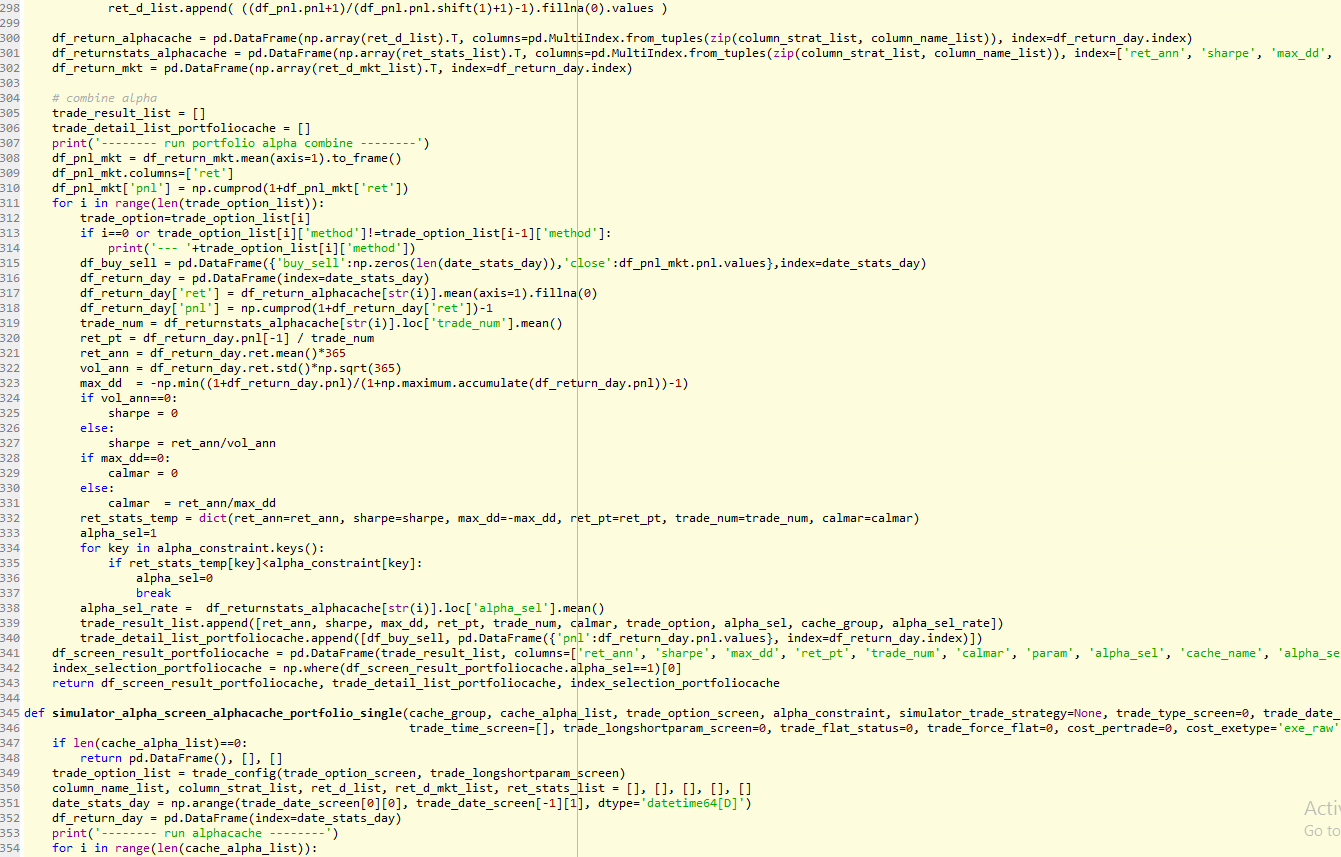 298             ret_d_list.append( ((df_pnl.pnl+1)/(df_pnl.pnl.shift(1)+1)-1).fillna(0).values )
299
300     df_return_alphacache = pd.DataFrame(np.array(ret_d_list).T, columns=pd.MultiIndex.from_tuples(zip(column_strat_list, column_name_list)), index=df_return_day.index)
301     df_returnstats_alphacache = pd.DataFrame(np.array(ret_stats_list).T, columns=pd.MultiIndex.from_tuples(zip(column_strat_list, column_name_list)), index=['ret_ann', 'sharpe', 'max_dd',
302     df_return_mkt = pd.DataFrame(np.array(ret_d_mkt_list).T, index=df_return_day.index)
303
304     # combine alpha
305     trade_result_list = []
306     trade_detail_list_portfoliocache = []
307     print('-------- run portfolio alpha combine --------')
308     df_pnl_mkt = df_return_mkt.mean(axis=1).to_frame()
309     df_pnl_mkt.columns=['ret']
310     df_pnl_mkt['pnl'] = np.cumprod(1+df_pnl_mkt['ret'])
311     for i in range(len(trade_option_list)):
312         trade_option=trade_option_list[i]
313         if i==0 or trade_option_list[i]['method']!=trade_option_list[i-1]['method']:
314             print('--- '+trade_option_list[i]['method'])
315         df_buy_sell = pd.DataFrame({'buy_sell':np.zeros(len(date_stats_day)),'close':df_pnl_mkt.pnl.values},index=date_stats_day)
316         df_return_day = pd.DataFrame(index=date_stats_day)
317         df_return_day['ret'] = df_return_alphacache[str(i)].mean(axis=1).fillna(0)
318         df_return_day['pnl'] = np.cumprod(1+df_return_day['ret'])-1
319         trade_num = df_returnstats_alphacache[str(i)].loc['trade_num'].mean()
320         ret_pt = df_return_day.pnl[-1] / trade_num
321         ret_ann = df_return_day.ret.mean()*365
322         vol_ann = df_return_day.ret.std()*np.sqrt(365)
323         max_dd  = -np.min((1+df_return_day.pnl)/(1+np.maximum.accumulate(df_return_day.pnl))-1)
324         if vol_ann==0:
325             sharpe = 0
326         else:
327             sharpe = ret_ann/vol_ann
328         if max_dd==0:
329             calmar = 0
330         else:
331             calmar  = ret_ann/max_dd
332         ret_stats_temp = dict(ret_ann=ret_ann, sharpe=sharpe, max_dd=-max_dd, ret_pt=ret_pt, trade_num=trade_num, calmar=calmar)
333         alpha_sel=1
334         for key in alpha_constraint.keys():
335             if ret_stats_temp[key]<alpha_constraint[key]:
336                 alpha_sel=0
337                 break
338         alpha_sel_rate =  df_returnstats_alphacache[str(i)].loc['alpha_sel'].mean()
339         trade_result_list.append([ret_ann, sharpe, max_dd, ret_pt, trade_num, calmar, trade_option, alpha_sel, cache_group, alpha_sel_rate])
340         trade_detail_list_portfoliocache.append([df_buy_sell, pd.DataFrame({'pnl':df_return_day.pnl.values}, index=df_return_day.index)])
341     df_screen_result_portfoliocache = pd.DataFrame(trade_result_list, columns=['ret_ann', 'sharpe', 'max_dd', 'ret_pt', 'trade_num', 'calmar', 'param', 'alpha_sel', 'cache_name', 'alpha_se
342     index_selection_portfoliocache = np.where(df_screen_result_portfoliocache.alpha_sel==1)[0]
343     return df_screen_result_portfoliocache, trade_detail_list_portfoliocache, index_selection_portfoliocache
344
345 def simulator_alpha_screen_alphacache_portfolio_single(cache_group, cache_alpha_list, trade_option_screen, alpha_constraint, simulator_trade_strategy=None, trade_type_screen=0, trade_date_
346                                                        trade_time_screen=[], trade_longshortparam_screen=0, trade_flat_status=0, trade_force_flat=0, cost_pertrade=0, cost_exetype='exe_raw'
347     if len(cache_alpha_list)==0:
348         return pd.DataFrame(), [], []
349     trade_option_list = trade_config(trade_option_screen, trade_longshortparam_screen)
350     column_name_list, column_strat_list, ret_d_list, ret_d_mkt_list, ret_stats_list = [], [], [], [], []
351     date_stats_day = np.arange(trade_date_screen[0][0], trade_date_screen[-1][1], dtype='datetime64[D]')
352     df_return_day = pd.DataFrame(index=date_stats_day)
353     print('-------- run alphacache --------')
354     for i in range(len(cache_alpha_list)):
Activ
Go to